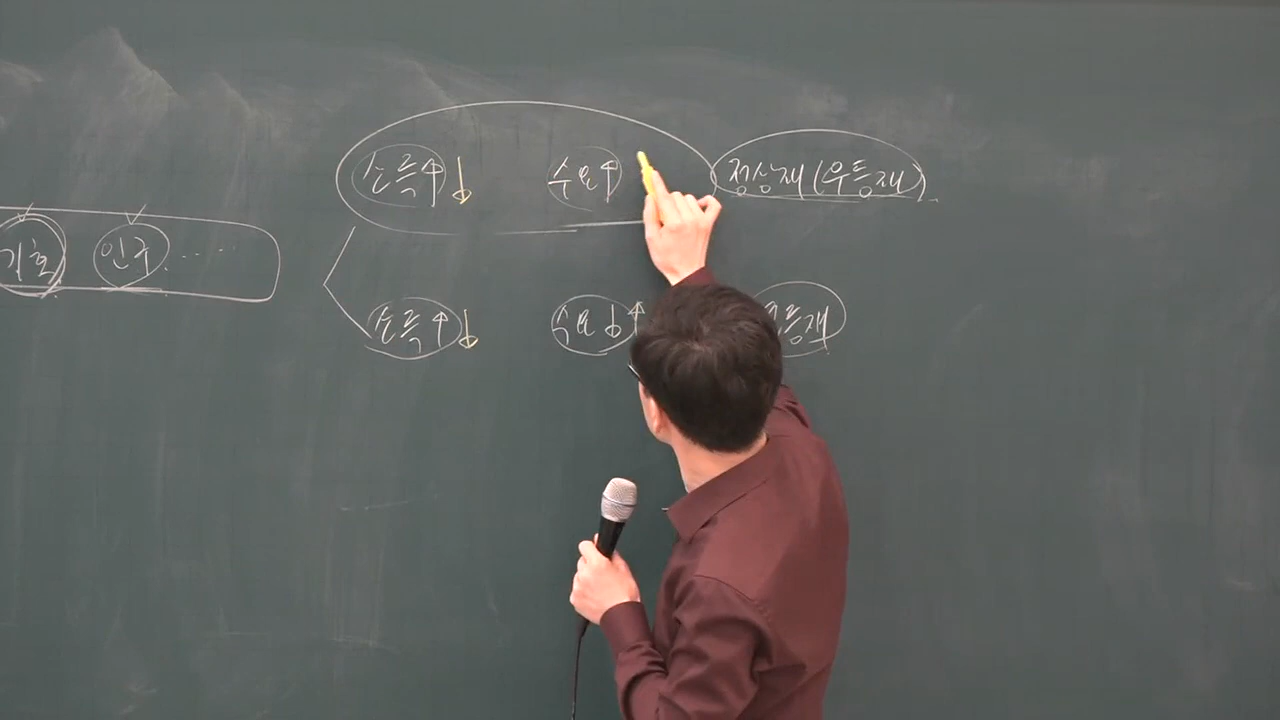 소득↑↓ 수요↑ 정상재(우등재)
기호 인구 ...
소득↑↓ 수요↓↑ 등재